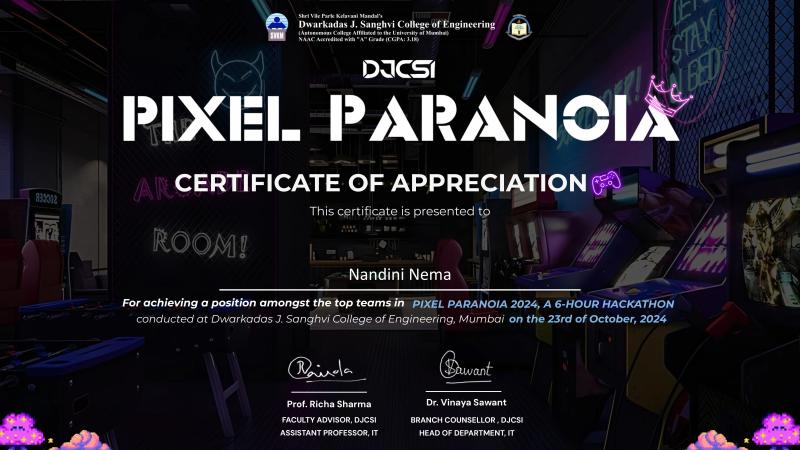 Shri Vile Parle Kelavani Mandal's
Dwarkadas J. Sanghvi College of Engineering
(Autonomous College Affiliated to the University of Mumbai)
NAAC Accredited with "A" Grade (CGPA: 3.18)
SVKM
DJCSI
PIXEL PARANOIA
CERTIFICATE OF APPRECIATION
This certificate is presented to
ROOM!
SOCCER
Nandini Nema
For achieving a position amongst the top teams in PIXEL PARANOIA 2024, A 6-HOUR HACKATHON
conducted at Dwarkadas J. Sanghvi College of Engineering, Mumbai on the 23rd of October, 2024
Sawant
Prof. Richa Sharma
Dr. Vinaya Sawant
FACULTY ADVISOR, DJCSI
BRANCH COUNSELLOR , DJCSI
ASSISTANT PROFESSOR, IT
HEAD OF DEPARTMENT, IT